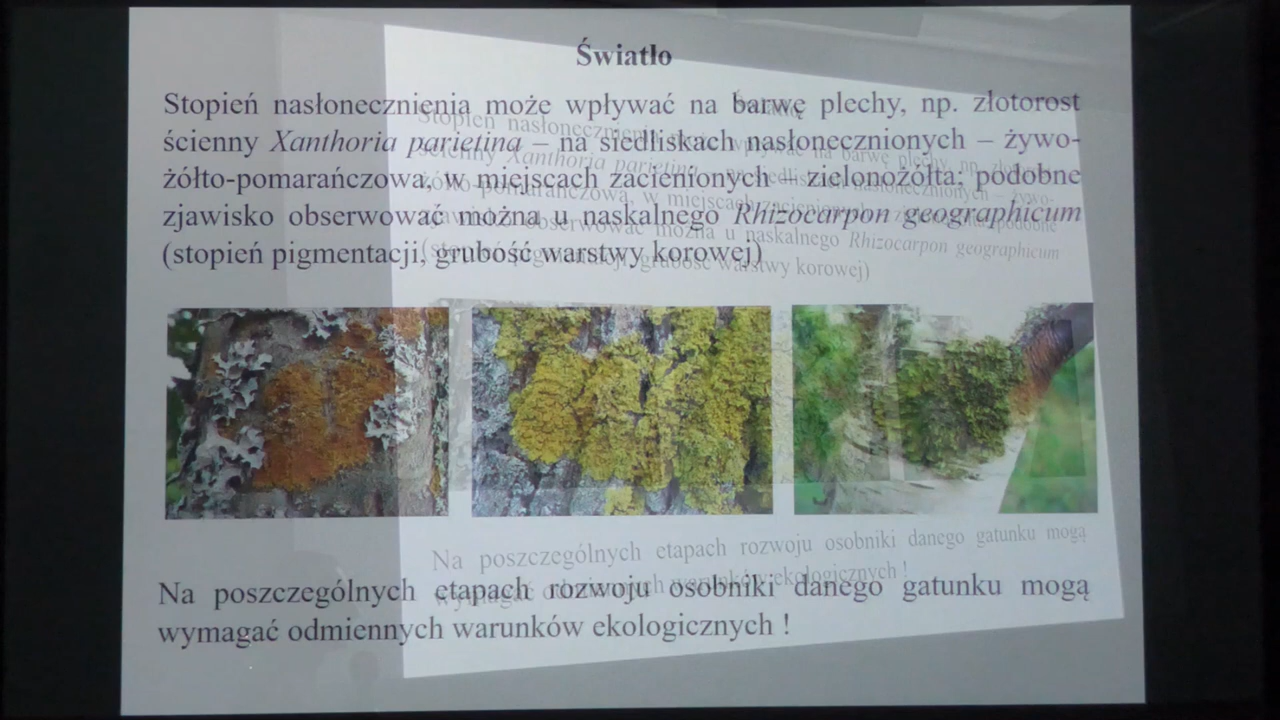 Światło
Stopień nasłonecznienia może wpływać na barwę plechy, np. złotorost
ścienny Xanthoria parietina – na siedliskach nasłonecznionych – żywo-
żółto-pomarańczowa, w miejscach zacienionych – zielonożółta; podobne
zjawisko obserwować można u naskalnego Rhizocarpon geographicum
(stopień pigmentacji, grubość warstwy korowej)
Na poszczególnych etapach rozwoju osobniki danego gatunku mogą
wymagać odmiennych warunków ekologicznych !